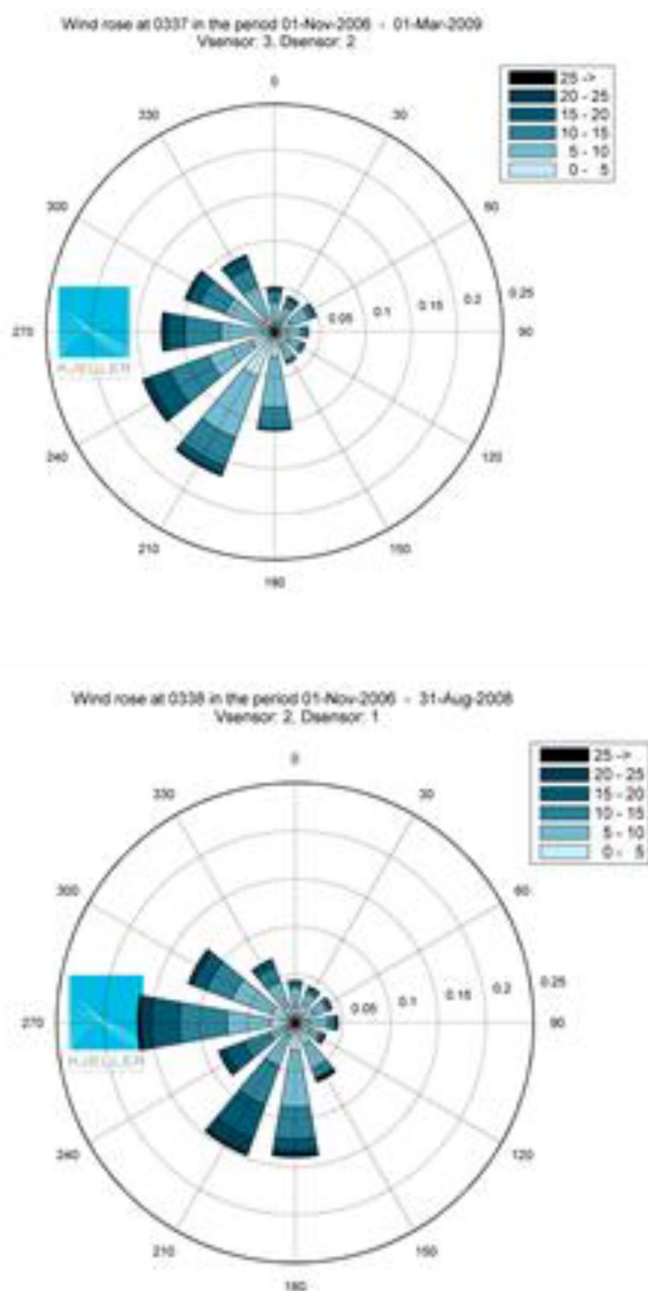 Wind rose at 0337 in the period 01-Nov-2006 - 01-Mar-2009
Vsensor: 3, Dsensor: 2
25 ->
20 - 25
15 - 20
10 - 15
5 - 10
0 - 5
0
30
60
90
120
150
180
210
240
270
300
330
0.05
0.1
0.15
0.2
0.25
KJELLER
Wind rose at 0338 in the period 01-Nov-2006 - 31-Aug-2008
Vsensor: 2, Dsensor: 1
25 ->
20 - 25
15 - 20
10 - 15
5 - 10
0 - 5
0
30
60
90
120
150
180
210
240
270
300
330
0.05
0.1
0.15
0.2
0.25
KJELLER